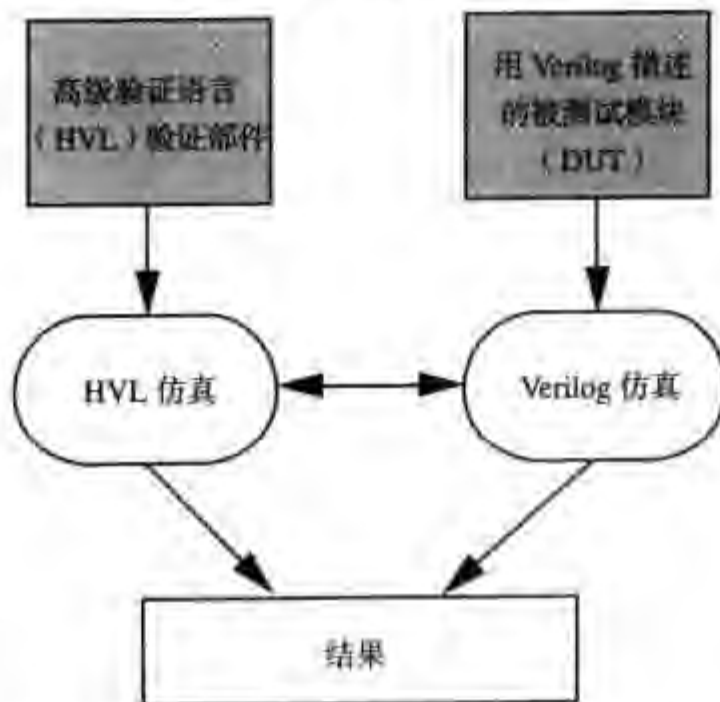 高级验证语言
（HVL）验证部件
用 Verilog 描述
的被测试模块
（DUT）
HVL 仿真
Verilog 仿真
结果